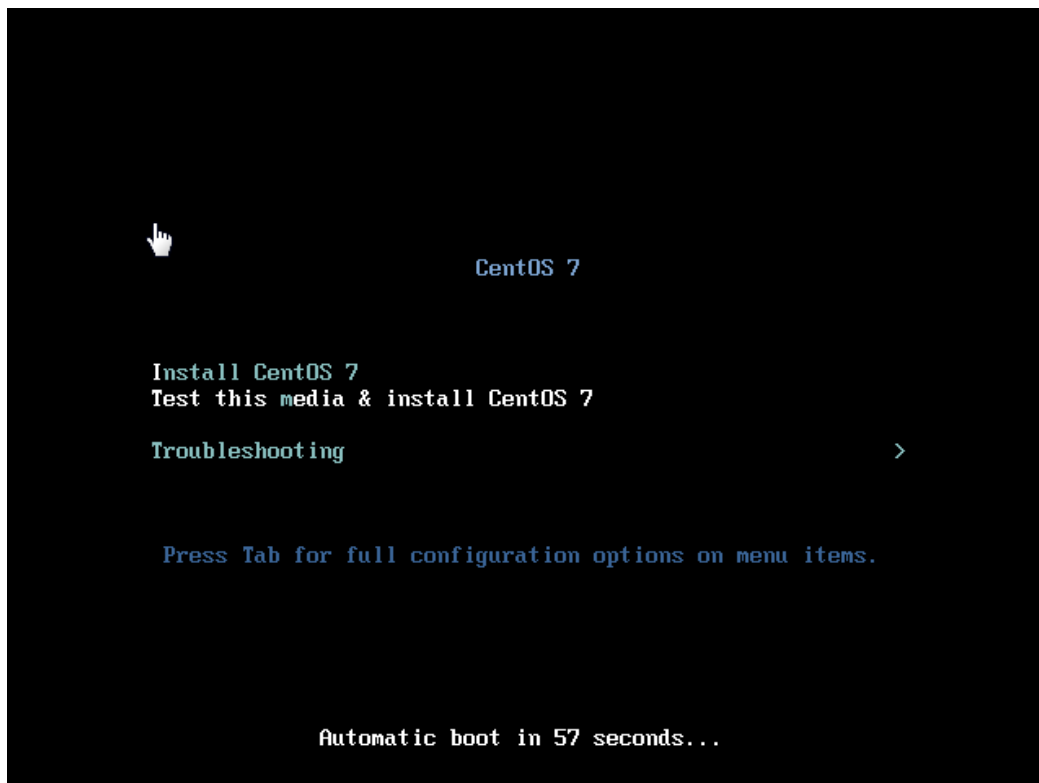 CentOS 7
Install CentOS 7
Test this media & install CentOS 7
Troubleshooting >
Press Tab for full configuration options on menu items.
Automatic boot in 57 seconds...